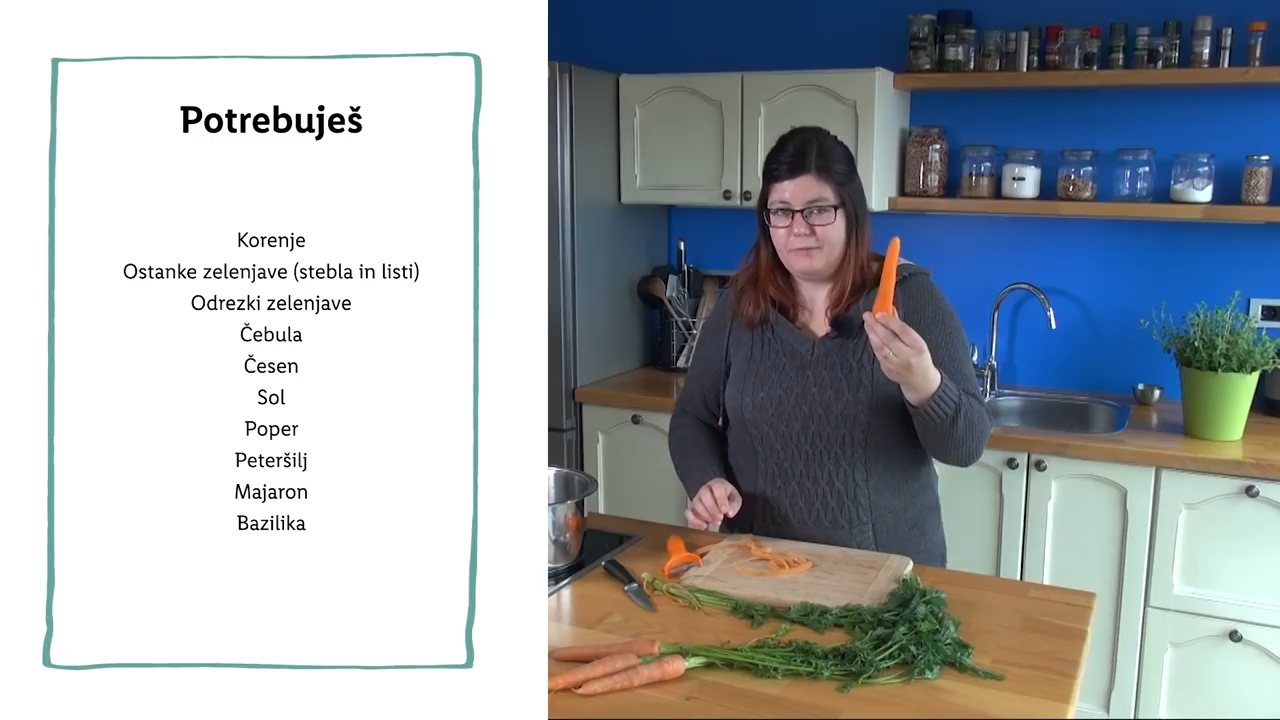 Potrebuješ
Korenje
Ostanke zelenjave (stebla in listi)
Odrezki zelenjave
Čebula
Česen
Sol
Poper
Peteršilj
Majaron
Bazilika